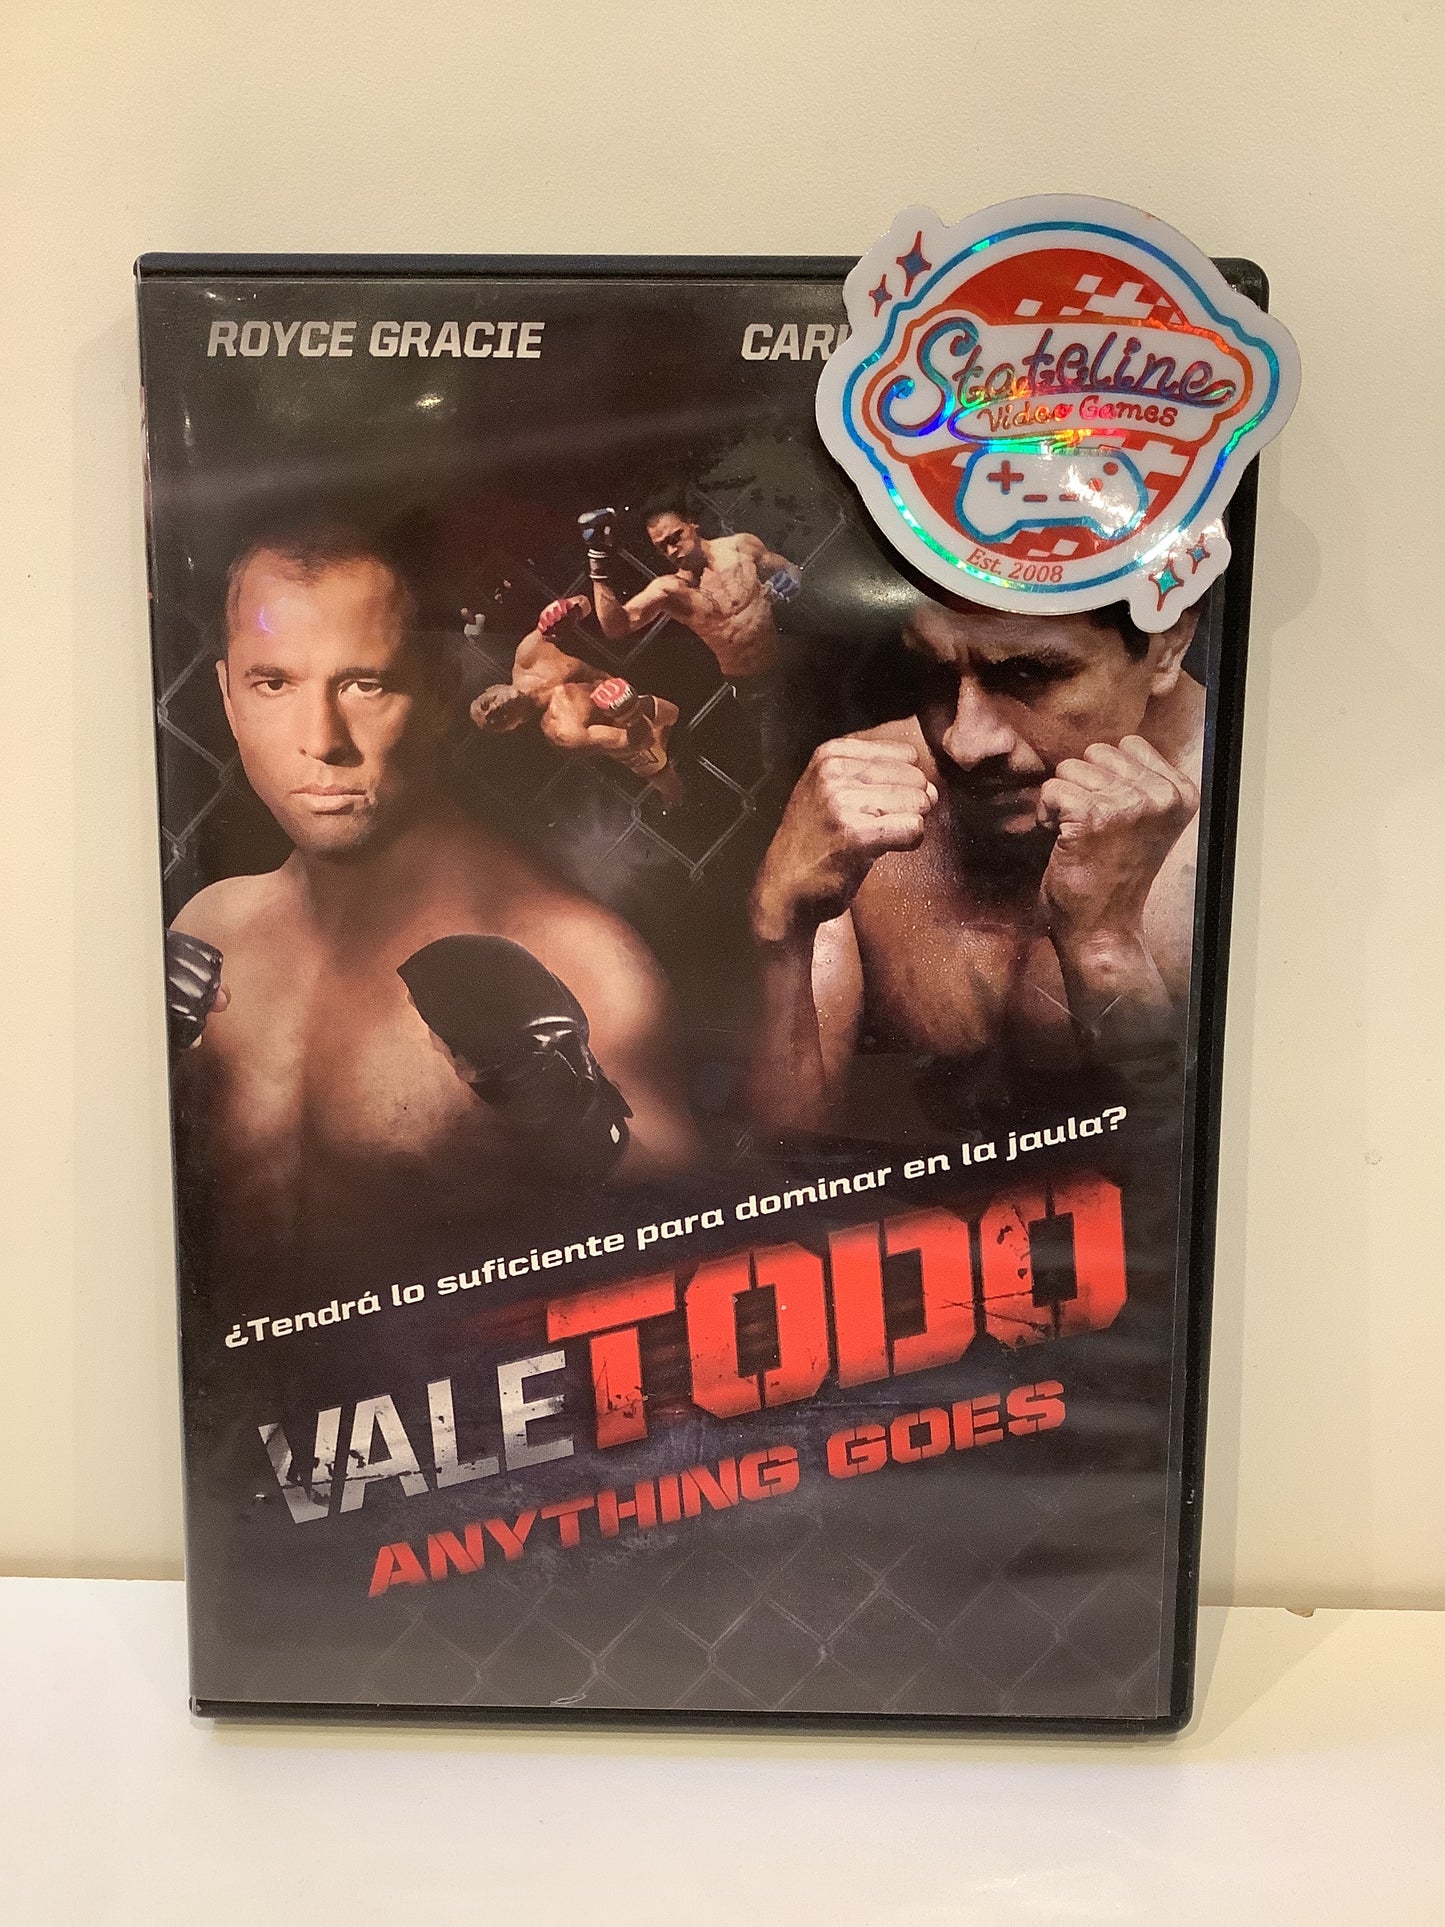 ROYCE GRACIE
Stateline
Video Games
Est. 2008
¿Tendrá lo suficiente para dominar en la jaula?
VALE TODO
ANYTHING GOES